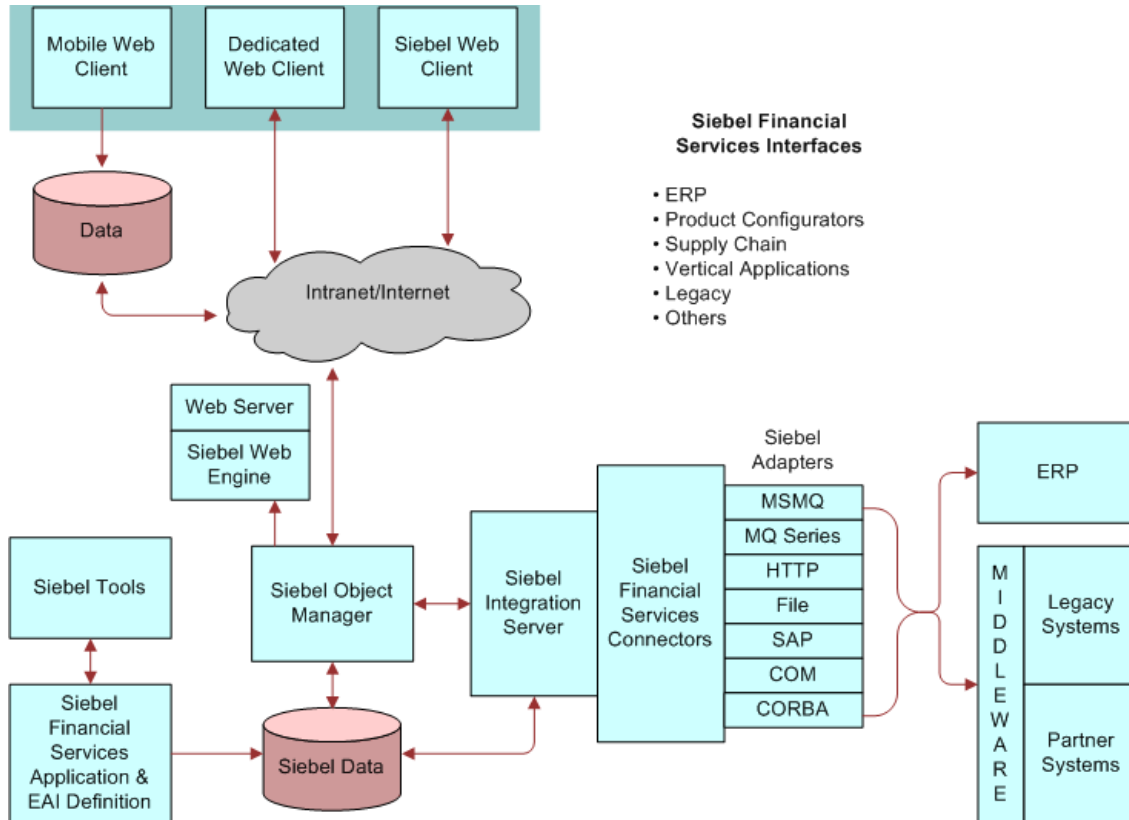 Mobile Web
Client
Dedicated
Web Client
Siebel Web
Client
Siebel Financial
Services Interfaces
• ERP
• Product Configurators
• Supply Chain
• Vertical Applications
• Legacy
• Others
Data
Intranet/Internet
Web Server
Siebel Web
Engine
Siebel
Adapters
MSMQ
MQ Series
HTTP
File
SAP
COM
CORBA
ERP
Siebel Tools
Siebel Object
Manager
Siebel
Integration
Server
Siebel
Financial
Services
Connectors
M
I
D
D
L
E
W
A
R
E
Legacy
Systems
Partner
Systems
Siebel
Financial
Services
Application &
EAI Definition
Siebel Data